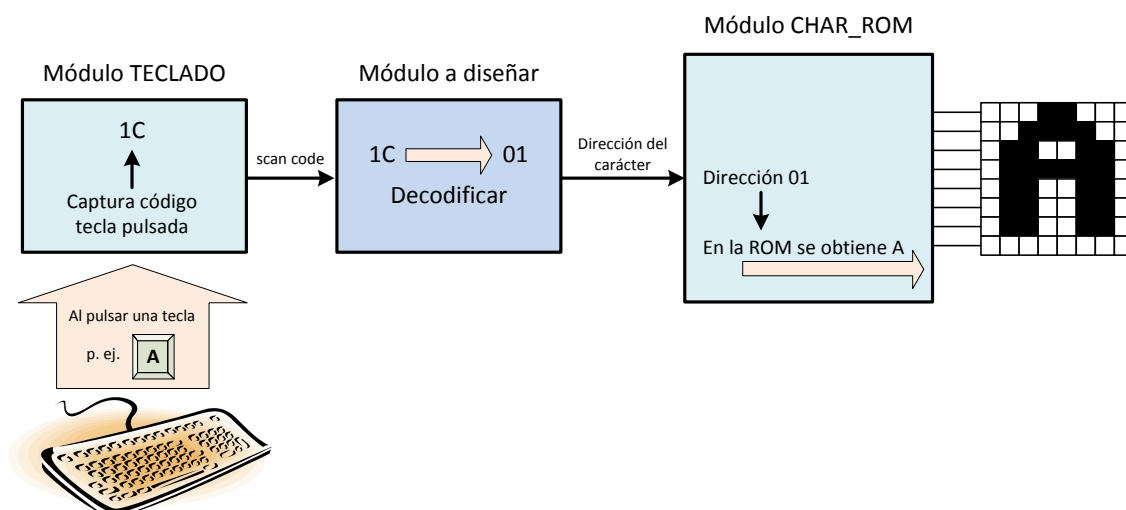 Módulo TECLADO
1C
Captura código
tecla pulsada
Al pulsar una tecla
p. ej.
A
scan code
Módulo a diseñar
1C
01
Decodificar
Dirección del
carácter
Módulo CHAR_ROM
Dirección 01
En la ROM se obtiene A